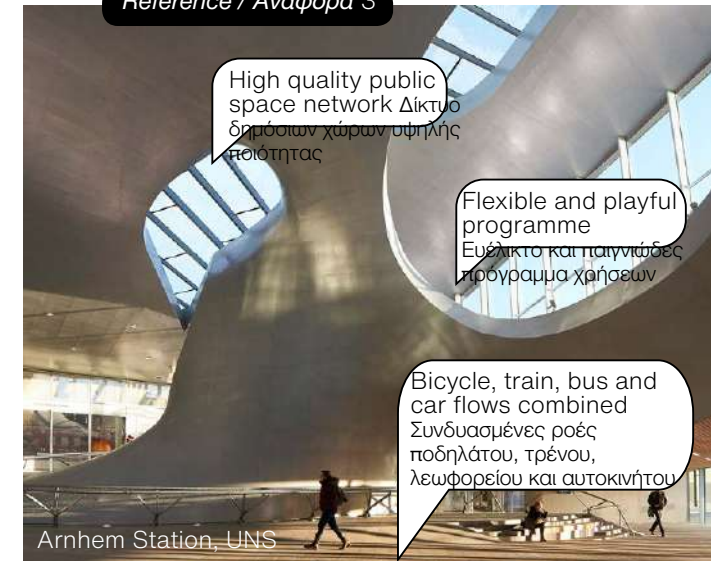 Reference / Αναφορά 3
High quality public
space network Δίκτυο
δημόσιων χώρων υψηλής
ποιότητας
Flexible and playful
programme
Ευέλικτο και παιγνιώδες
πρόγραμμα χρήσεων
Bicycle, train, bus and
car flows combined
Συνδυασμένες ροές
ποδηλάτου, τρένου,
λεωφορείου και αυτοκινήτου
Arnhem Station, UNS